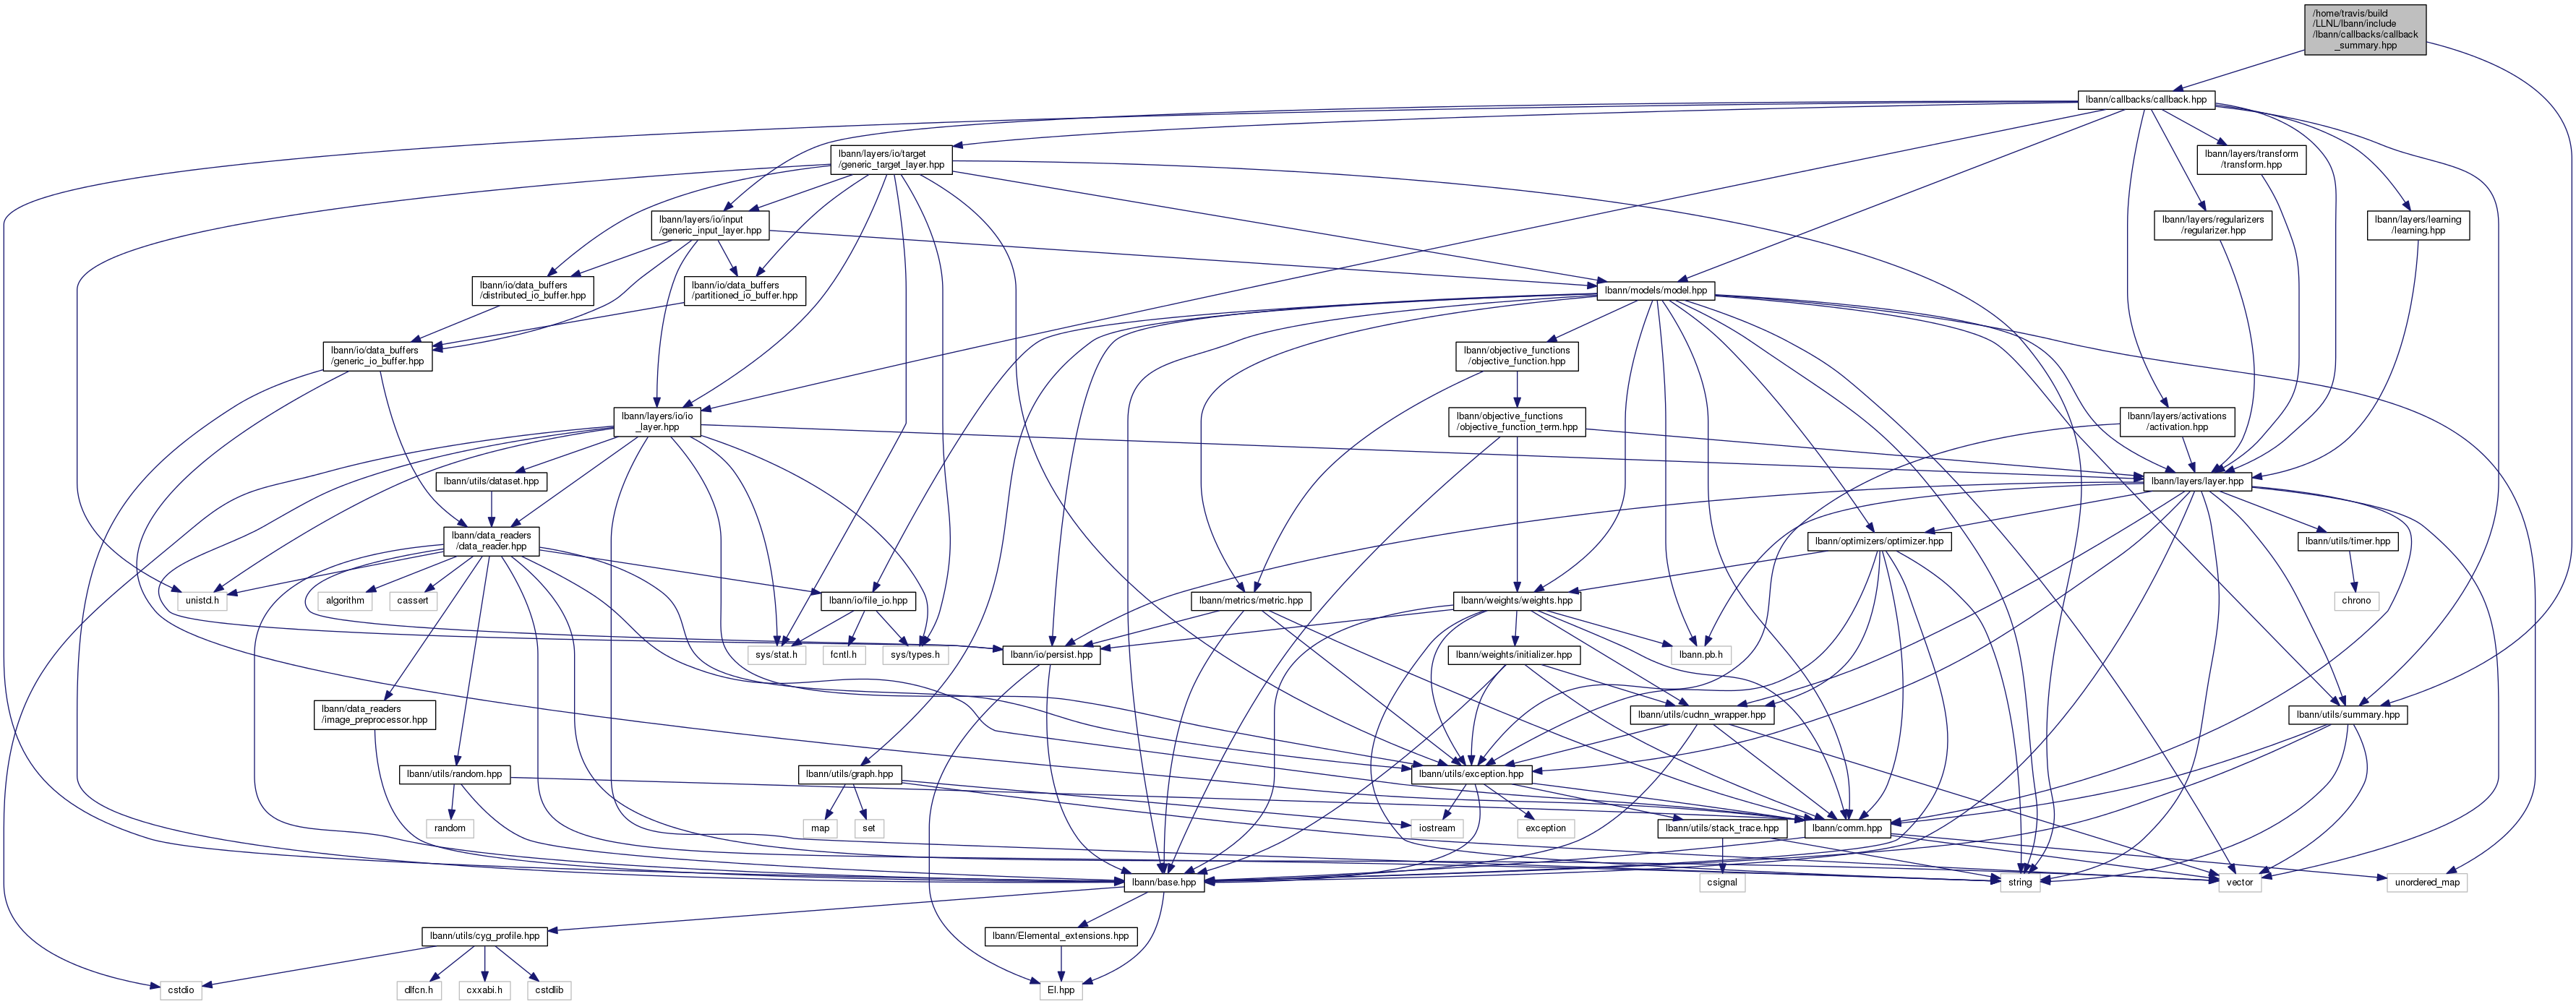 /home/travis/build
/LLNL/lbann/include
/lbann/callbacks/callback
_summary.hpp
lbann/callbacks/callback.hpp
lbann/layers/io/target
/generic_target_layer.hpp
lbann/layers/transform
/transform.hpp
lbann/layers/io/input
/generic_input_layer.hpp
lbann/layers/regularizers
/regularizer.hpp
lbann/layers/learning
/learning.hpp
lbann/io/data_buffers
/distributed_io_buffer.hpp
lbann/io/data_buffers
/partitioned_io_buffer.hpp
lbann/models/model.hpp
lbann/io/data_buffers
/generic_io_buffer.hpp
lbann/objective_functions
/objective_function.hpp
lbann/layers/io/io
_layer.hpp
lbann/objective_functions
/objective_function_term.hpp
lbann/layers/activations
/activation.hpp
lbann/utils/dataset.hpp
lbann/layers/layer.hpp
lbann/data_readers
/data_reader.hpp
lbann/optimizers/optimizer.hpp
lbann/utils/timer.hpp
unistd.h
algorithm
cassert
lbann/io/file_io.hpp
lbann/metrics/metric.hpp
lbann/weights/weights.hpp
chrono
sys/stat.h
fcntl.h
sys/types.h
lbann/io/persist.hpp
lbann/weights/initializer.hpp
lbann.pb.h
lbann/data_readers
/image_preprocessor.hpp
lbann/utils/cudnn_wrapper.hpp
lbann/utils/summary.hpp
lbann/utils/random.hpp
lbann/utils/graph.hpp
lbann/utils/exception.hpp
random
map
set
iostream
exception
lbann/utils/stack_trace.hpp
lbann/comm.hpp
lbann/base.hpp
csignal
string
vector
unordered_map
lbann/utils/cyg_profile.hpp
lbann/Elemental_extensions.hpp
cstdio
dlfcn.h
cxxabi.h
cstdlib
El.hpp